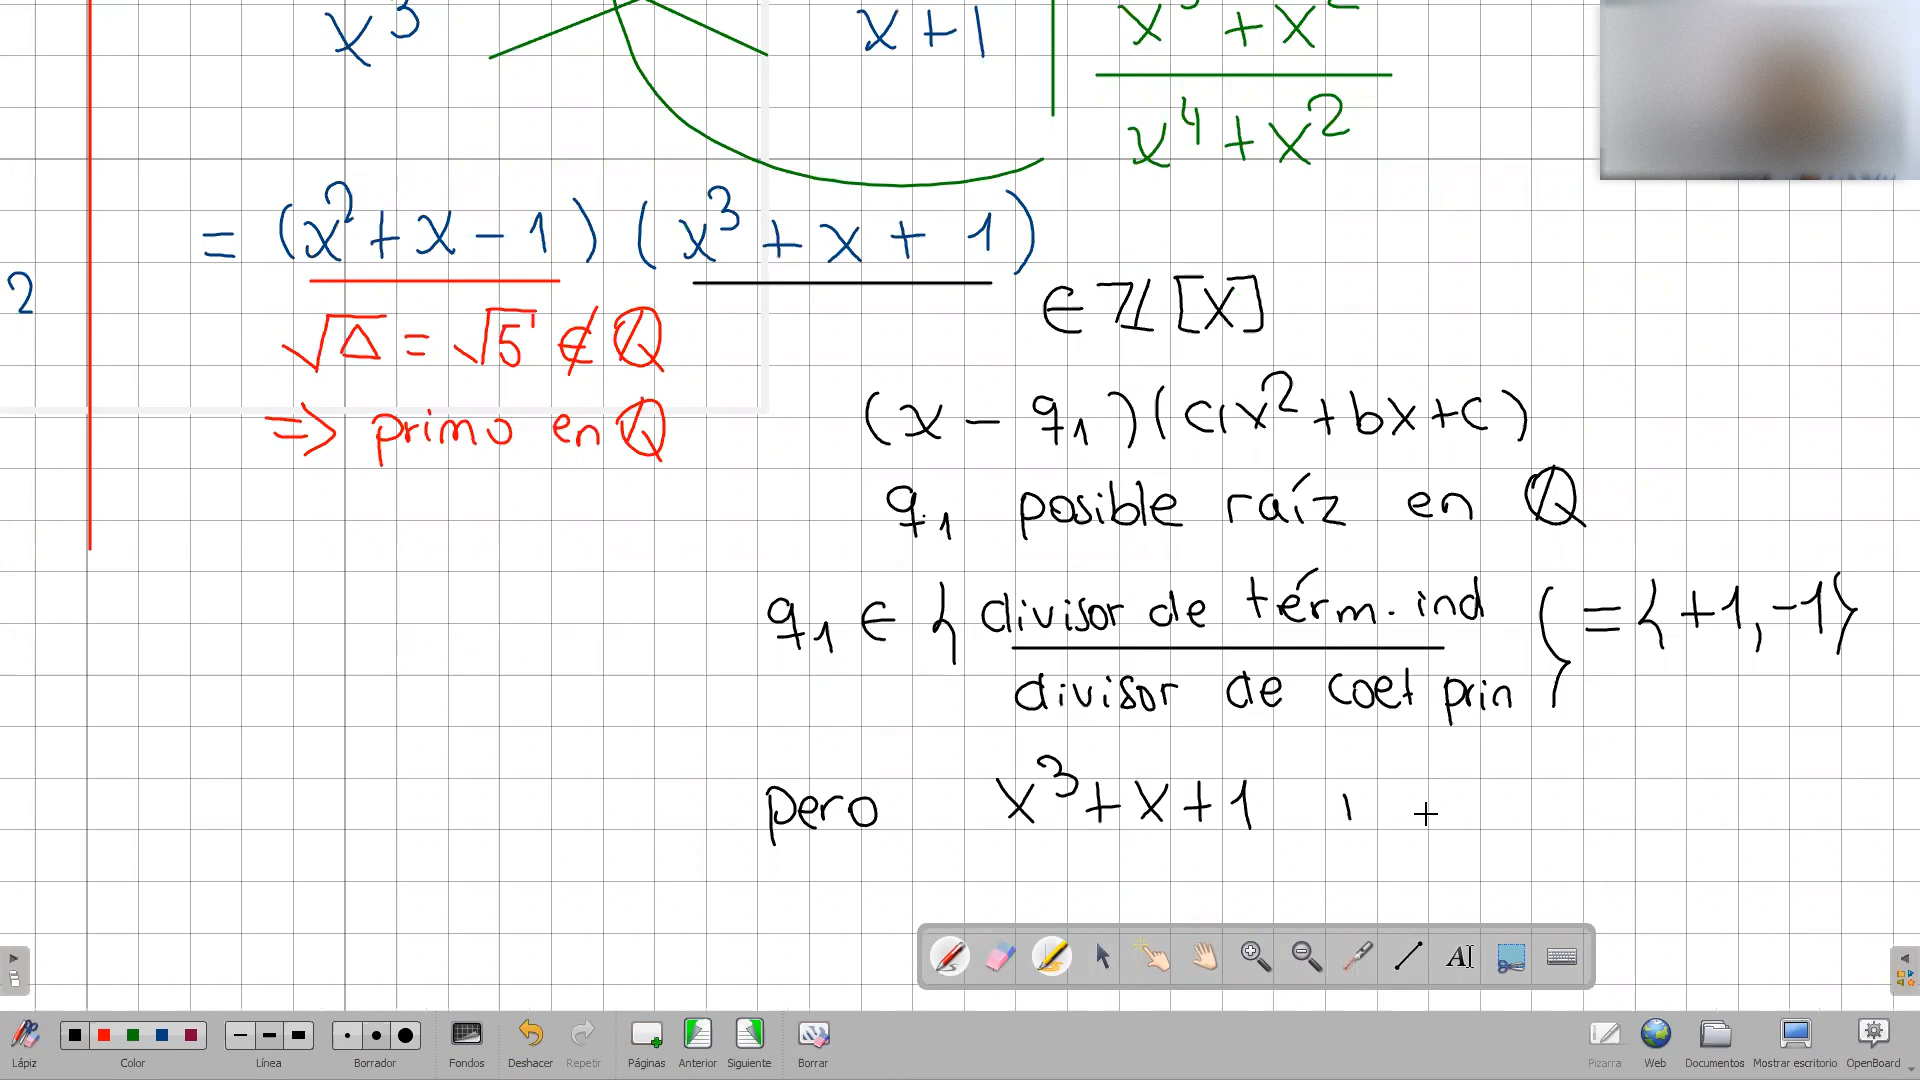 x³ x+1 x³+x²
x⁴+x²
= (x²+x-1) (x³+x+1)
2
∈ ℤ[X]
√Δ = √5 ∉ ℚ
(x - q₁)(ax²+bx+c)
=> primo en ℚ
q₁ posible raíz en ℚ
q₁ ∈ { divisor de térm. ind } = {+1, -1}
divisor de coef prin
pero x³+x+1
AI
Lápiz Color Línea Borrador Fondos Deshacer Repetir Páginas Anterior Siguiente Borrar Pizarra Web Documentos Mostrar escritorio OpenBoard